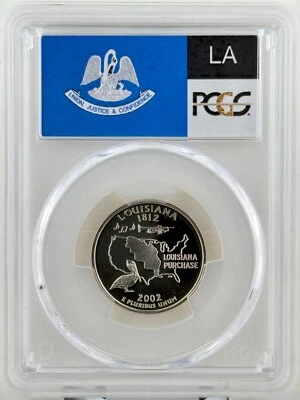 LA
UNION, JUSTICE & CONFIDENCE
PCGS
LOUISIANA
1812
LOUISIANA
PURCHASE
2002
E PLURIBUS UNUM